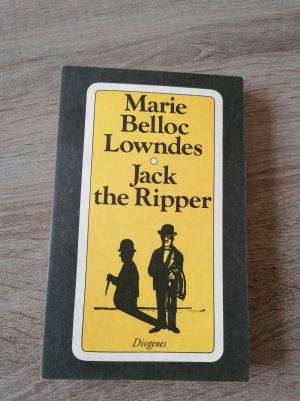 Marie
Belloc
Lowndes
Jack
the Ripper
Diogenes